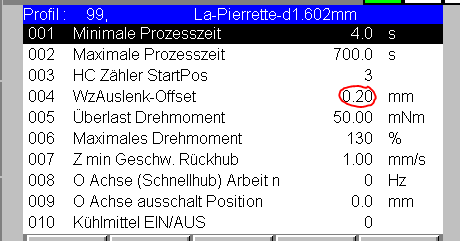 Profil : 99, La-Pierrette-d1.602mm
001 Minimale Prozesszeit 4.0 s
002 Maximale Prozesszeit 700.0 s
003 HC Zähler StartPos 3
004 WzAuslenk-Offset 0.20 mm
005 Überlast Drehmoment 50.00 mNm
006 Maximales Drehmoment 130 %
007 Z min Geschw. Rückhub 1.00 mm/s
008 O Achse (Schnellhub) Arbeit n 0 Hz
009 O Achse ausschalt Position 0.0 mm
010 Kühlmittel EIN/AUS 0